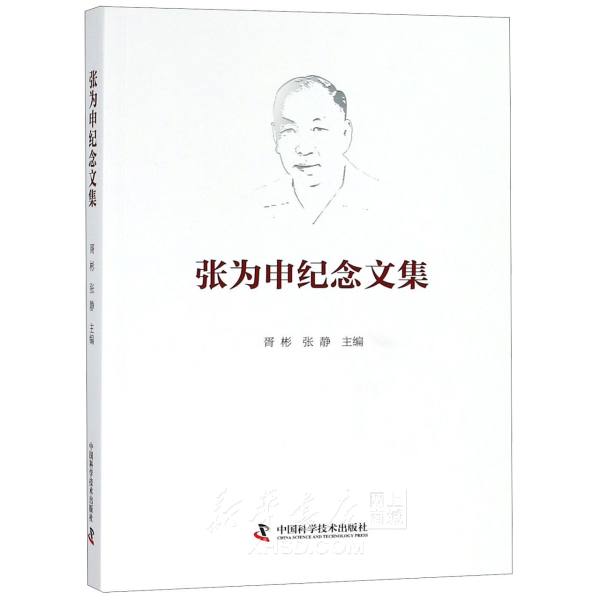 张为申纪念文集
胥 彬 张 静 主编
中国科学技术出版社
张为申纪念文集
胥 彬 张 静 主编
中国科学技术出版社
CHINA SCIENCE AND TECHNOLOGY PRESS
新华书店
网上
商城
XHSD.COM